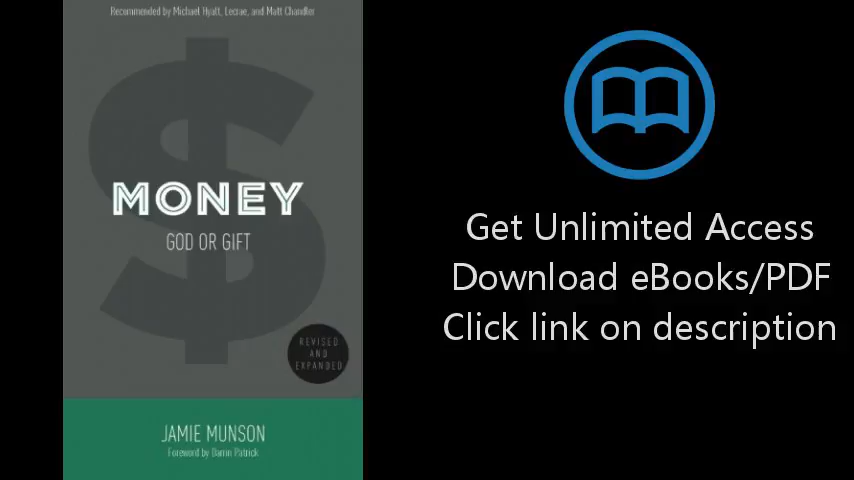 Recommended by Michael Hyatt, Lecrae, and Matt Chandler
MONEY
GOD OR GIFT
REVISED
AND
EXPANDED
JAMIE MUNSON
Foreword by Darrin Patrick
Get Unlimited Access
Download eBooks/PDF
Click link on description